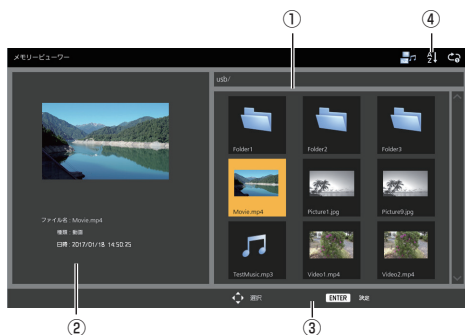 ① ④
メモリービューワー
A
Z
usb/
Folder1 Folder2 Folder3
Movie.mp4 Picture1.jpg Picture9.jpg
ファイル名 : Movie.mp4
種類 : 動画
日時 : 2017/01/18 14:50:25
TestMusic.mp3 Video1.mp4 Video2.mp4
選択 ENTER 決定
② ③